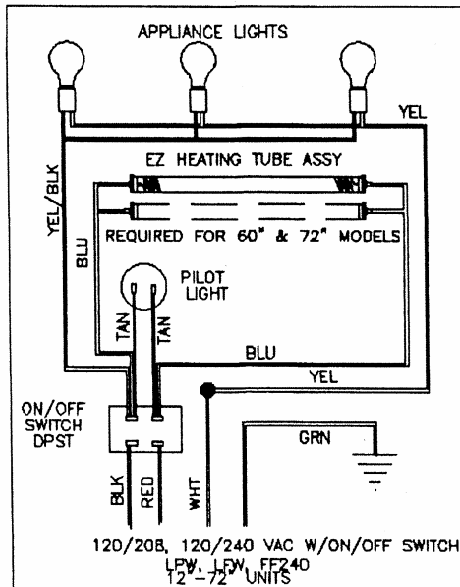 APPLIANCE LIGHTS
YEL
EZ HEATING TUBE ASSY
YEL/BLK
BLU
REQUIRED FOR 60" & 72" MODELS
PILOT
LIGHT
TAN
TAN
BLU
YEL
ON/OFF
SWITCH
DPST
GRN
BLK
RED
WHT
120/208, 120/240 VAC W/ON/OFF SWITCH
LPW, LFW, FF240
12"-72" UNITS